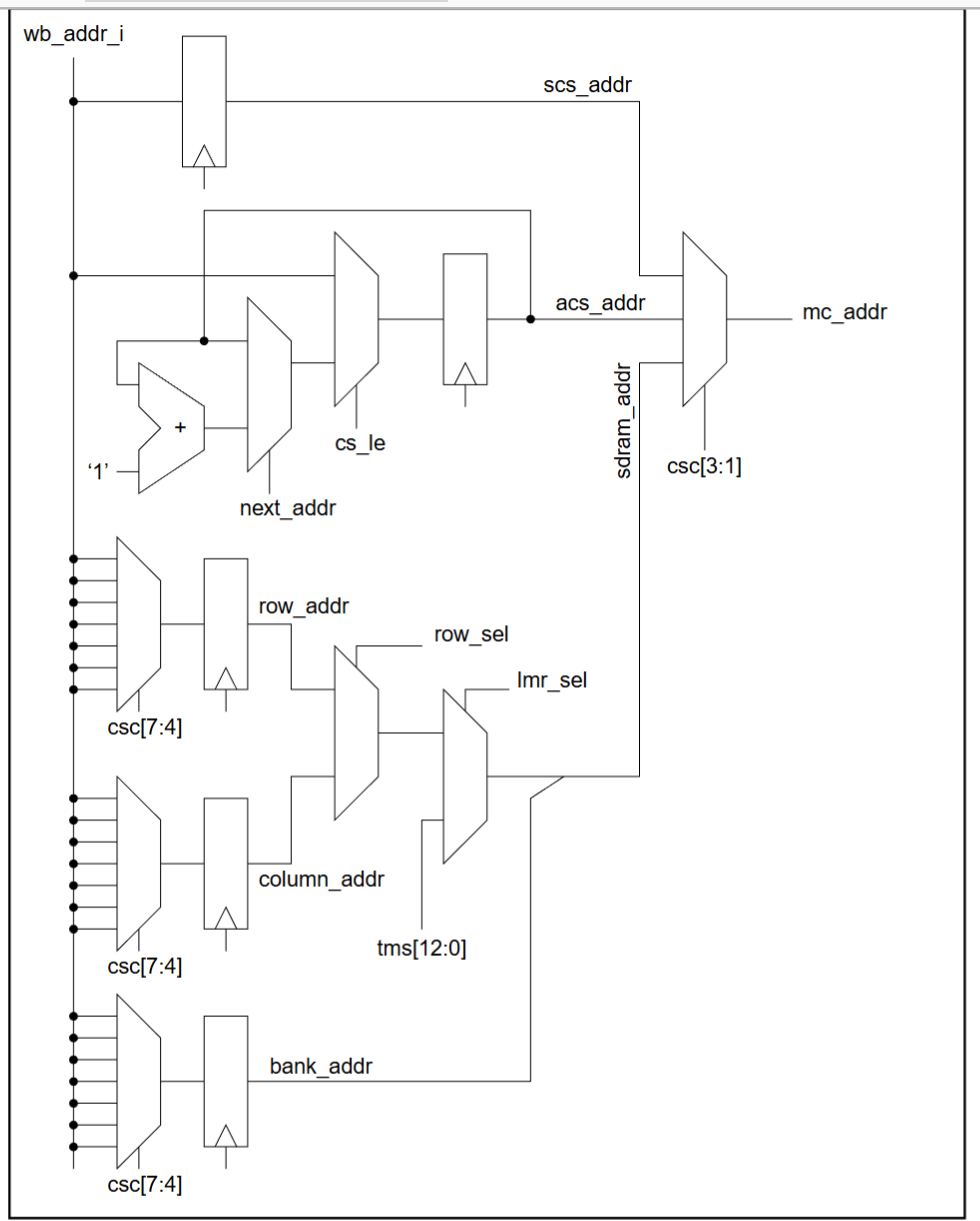 wb_addr_i
scs_addr
acs_addr
mc_addr
sdram_addr
+
cs_le
‘1’
csc[3:1]
next_addr
row_addr
row_sel
lmr_sel
csc[7:4]
column_addr
tms[12:0]
csc[7:4]
bank_addr
csc[7:4]